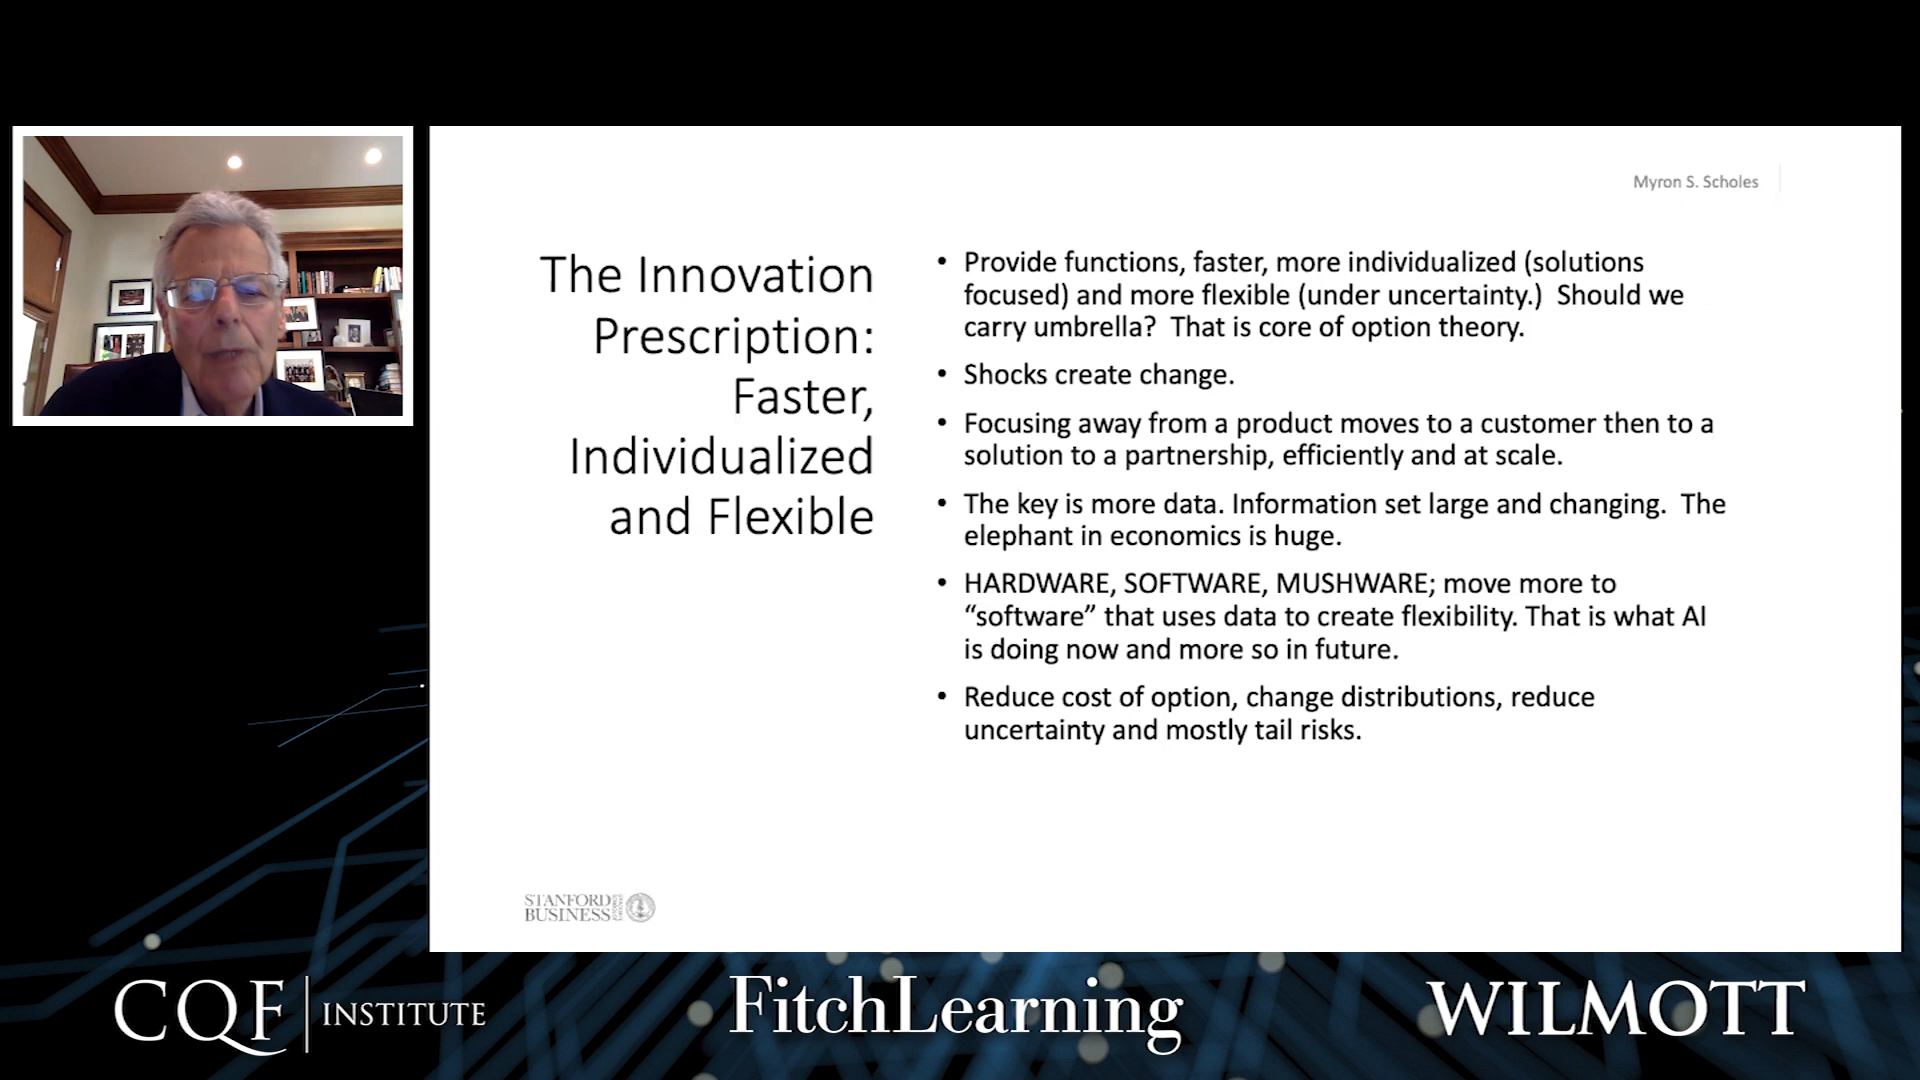 Myron S. Scholes
The Innovation
Prescription:
Faster,
Individualized
and Flexible
• Provide functions, faster, more individualized (solutions
focused) and more flexible (under uncertainty.)  Should we
carry umbrella?  That is core of option theory.
• Shocks create change.
• Focusing away from a product moves to a customer then to a
solution to a partnership, efficiently and at scale.
• The key is more data. Information set large and changing.  The
elephant in economics is huge.
• HARDWARE, SOFTWARE, MUSHWARE; move more to
“software” that uses data to create flexibility. That is what AI
is doing now and more so in future.
• Reduce cost of option, change distributions, reduce
uncertainty and mostly tail risks.
STANFORD
BUSINESS
CQF INSTITUTE
FitchLearning
WILMOTT